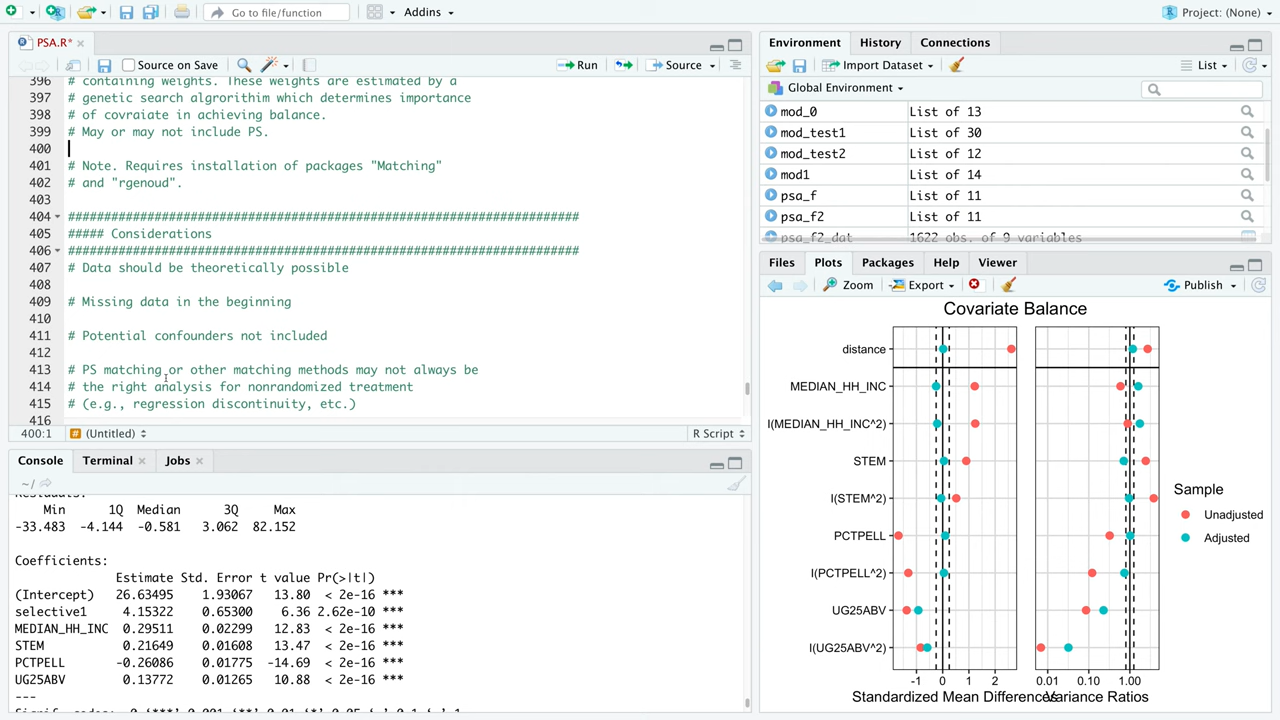 Go to file/function
Addins
Project: (None)
PSA.R*
Source on Save
Run
Source
396 # containing weights. These weights are estimated by a
397 # genetic search algrorithim which determines importance
398 # of covraiate in achieving balance.
399 # May or may not include PS.
400
401 # Note. Requires installation of packages "Matching"
402 # and "rgenoud".
403
404 #######################################################################
405 ##### Considerations
406 #######################################################################
407 # Data should be theoretically possible
408
409 # Missing data in the beginning
410
411 # Potential confounders not included
412
413 # PS matching or other matching methods may not always be
414 # the right analysis for nonrandomized treatment
415 # (e.g., regression discontinuity, etc.)
416
400:1
# (Untitled)
R Script
Console
Terminal
Jobs
~/
Residuals:
Min 1Q Median 3Q Max
-33.483 -4.144 -0.581 3.062 82.152
Coefficients:
Estimate Std. Error t value Pr(>|t|)
(Intercept) 26.63495 1.93067 13.80 < 2e-16 ***
selective1 4.15322 0.65300 6.36 2.62e-10 ***
MEDIAN_HH_INC 0.29511 0.02299 12.83 < 2e-16 ***
STEM 0.21649 0.01608 13.47 < 2e-16 ***
PCTPELL -0.26086 0.01775 -14.69 < 2e-16 ***
UG25ABV 0.13772 0.01265 10.88 < 2e-16 ***
---
Environment
History
Connections
Import Dataset
List
Global Environment
mod_0 List of 13
mod_test1 List of 30
mod_test2 List of 12
mod1 List of 14
psa_f List of 11
psa_f2 List of 11
psa_f2_dat 1622 obs. of 9 variables
Files
Plots
Packages
Help
Viewer
Zoom
Export
Publish
Covariate Balance
distance
MEDIAN_HH_INC
I(MEDIAN_HH_INC^2)
STEM
I(STEM^2)
PCTPELL
I(PCTPELL^2)
UG25ABV
I(UG25ABV^2)
-1 0 1 2
0.01 0.10 1.00
Standardized Mean Differences
Variance Ratios
Sample
Unadjusted
Adjusted